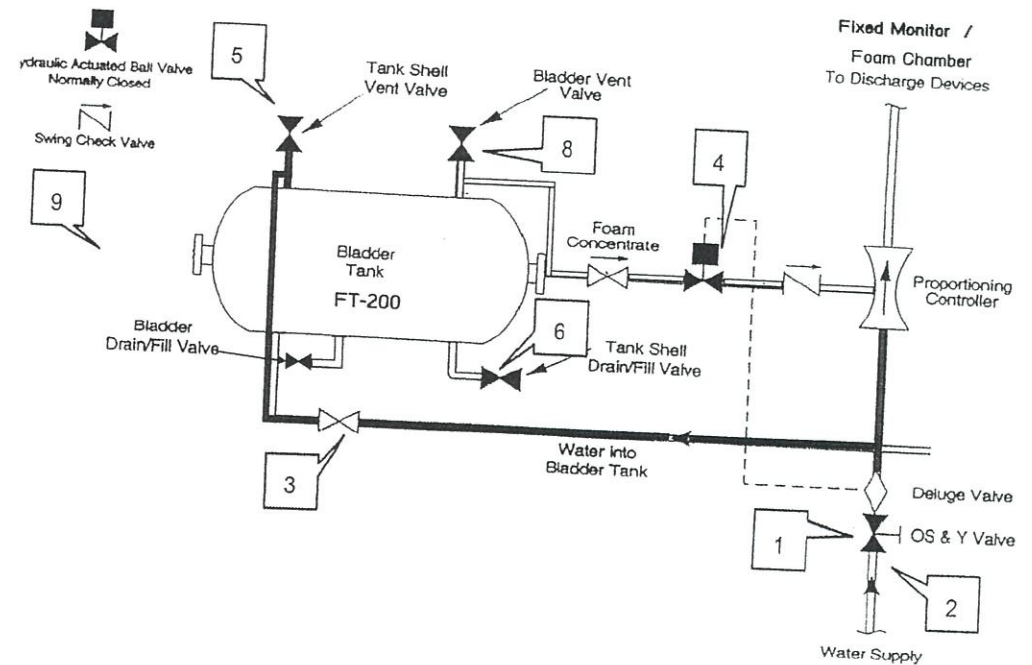 ydraulic Actuated Ball Valve
Normally Closed
Swing Check Valve
9
5
Tank Shell
Vent Valve
Bladder Vent
Valve
8
4
Fixed Monitor /
Foam Chamber
To Discharge Devices
Foam
Concentrate
Bladder
Tank
FT-200
Proportioning
Controller
Bladder
Drain/Fill Valve
6
Tank Shell
Drain/Fill Valve
3
Water Into
Bladder Tank
Deluge Valve
1
OS & Y Valve
2
Water Supply